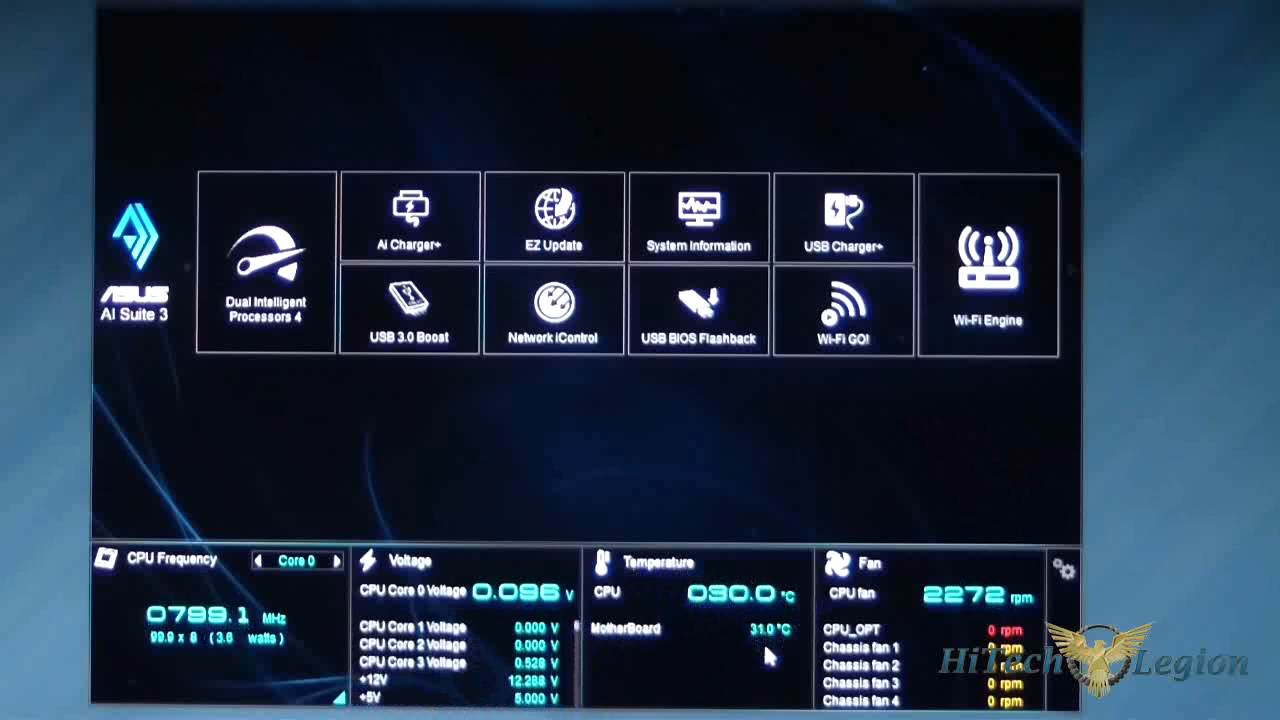 Ai Charger+
EZ Update
System Information
USB Charger+
Dual Intelligent
Processors 4
Wi-Fi Engine
ASUS
AI Suite 3
USB 3.0 Boost
Network iControl
USB BIOS Flashback
Wi-Fi GO!
CPU Frequency
Core 0
0799.1 MHz
99.9 x 8 (3.6 watts)
Voltage
CPU Core 0 Voltage 0.096 V
CPU Core 1 Voltage 0.000 V
CPU Core 2 Voltage 0.000 V
CPU Core 3 Voltage 0.528 V
+12V 12.288 V
+5V 5.000 V
Temperature
CPU 030.0 °C
MotherBoard 31.0 °C
Fan
CPU fan 2272 rpm
CPU_OPT 0 rpm
Chassis fan 1 0 rpm
Chassis fan 2 0 rpm
Chassis fan 3 0 rpm
Chassis fan 4 0 rpm
HiTech Legion